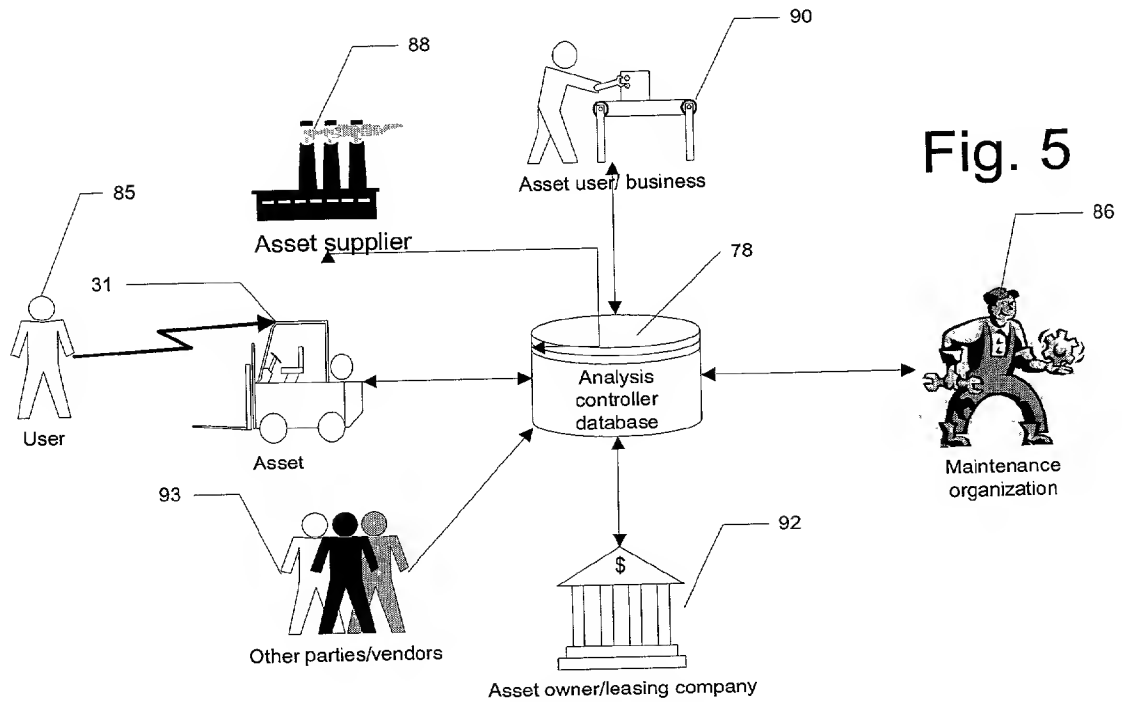 88
90
Fig. 5
Asset user/ business
85
Asset supplier
86
31
78
Analysis
controller
database
User
Asset
Maintenance
organization
93
92
$
Other parties/vendors
Asset owner/leasing company